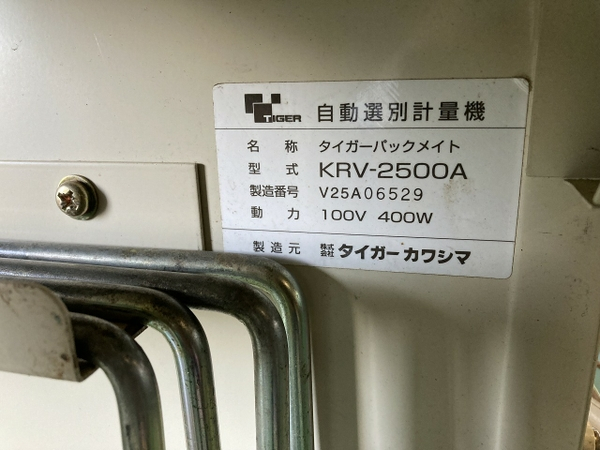 TIGER 自動選別計量機
名称 タイガーパックメイト
型式 KRV-2500A
製造番号 V25A06529
動力 100V 400W
製造元 株式会社 タイガーカワシマ